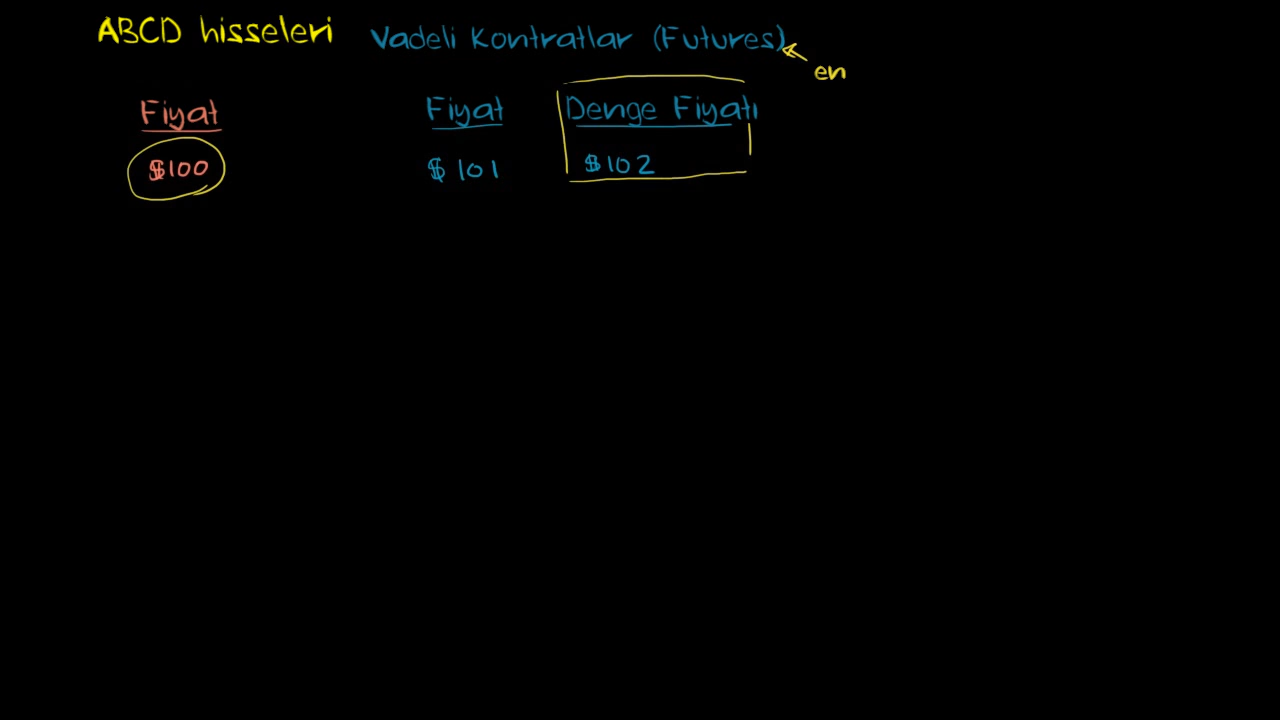 ABCD hisseleri
Vadeli Kontratlar (Futures)
en
Fiyat
Fiyat
Denge Fiyatı
$100
$101
$102